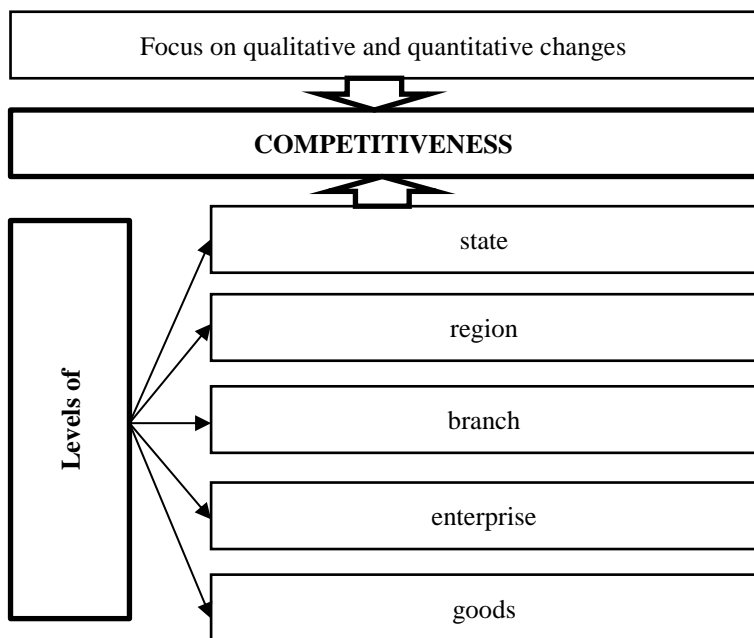 Focus on qualitative and quantitative changes
COMPETITIVENESS
Levels of
state
region
branch
enterprise
goods